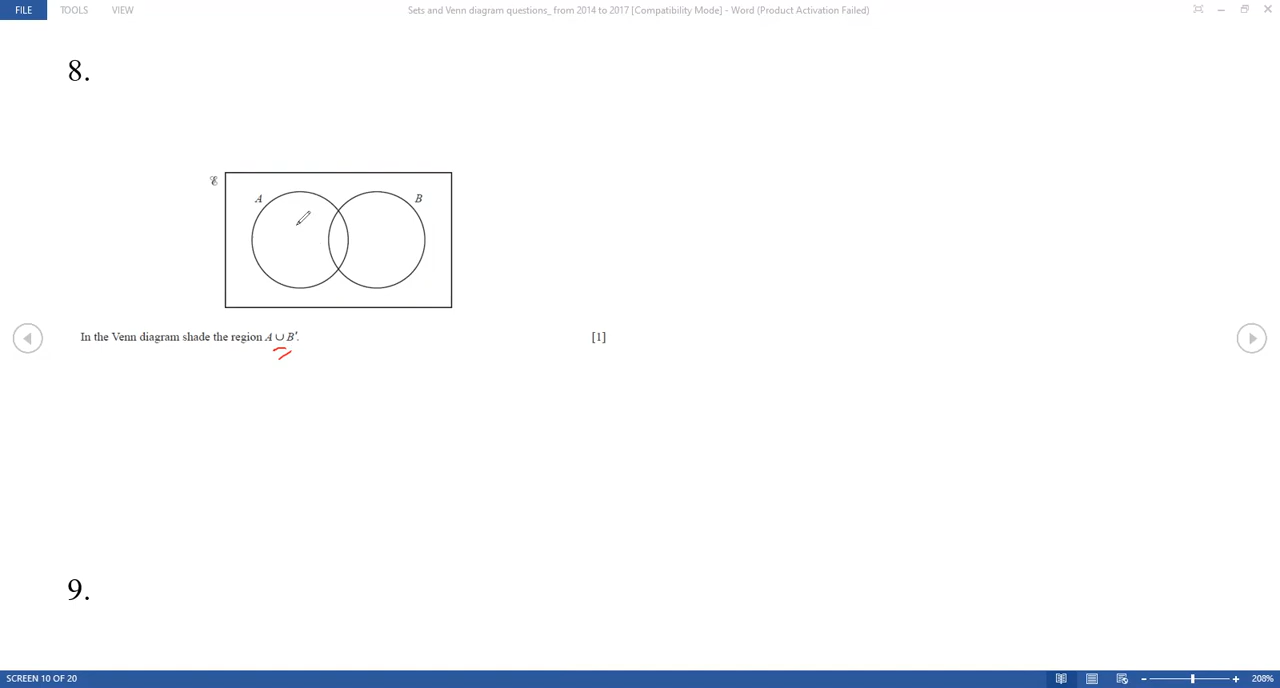 FILE TOOLS VIEW Sets and Venn diagram questions_ from 2014 to 2017 [Compatibility Mode] - Word (Product Activation Failed)
8.
ℰ
A B
In the Venn diagram shade the region A ∪ B′. [1]
9.
SCREEN 10 OF 20 208%